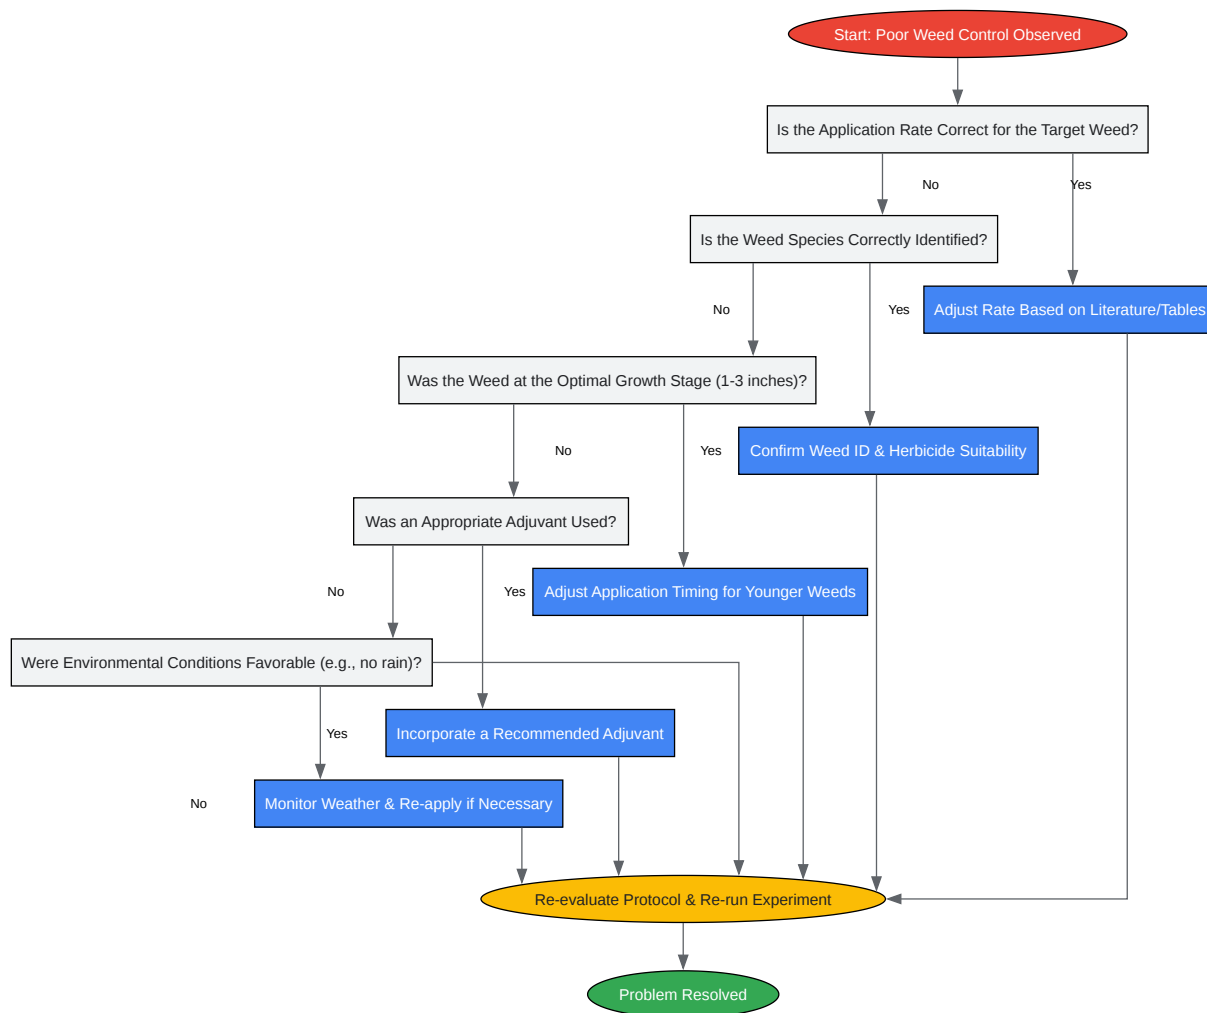 Start: Poor Weed Control Observed
Is the Application Rate Correct for the Target Weed?
No
Yes
Is the Weed Species Correctly Identified?
No
Yes
Adjust Rate Based on Literature/Tables
Was the Weed at the Optimal Growth Stage (1-3 inches)?
No
Yes
Confirm Weed ID & Herbicide Suitability
Was an Appropriate Adjuvant Used?
No
Yes
Adjust Application Timing for Younger Weeds
Were Environmental Conditions Favorable (e.g., no rain)?
Yes
Incorporate a Recommended Adjuvant
No
Monitor Weather & Re-apply if Necessary
Re-evaluate Protocol & Re-run Experiment
Problem Resolved